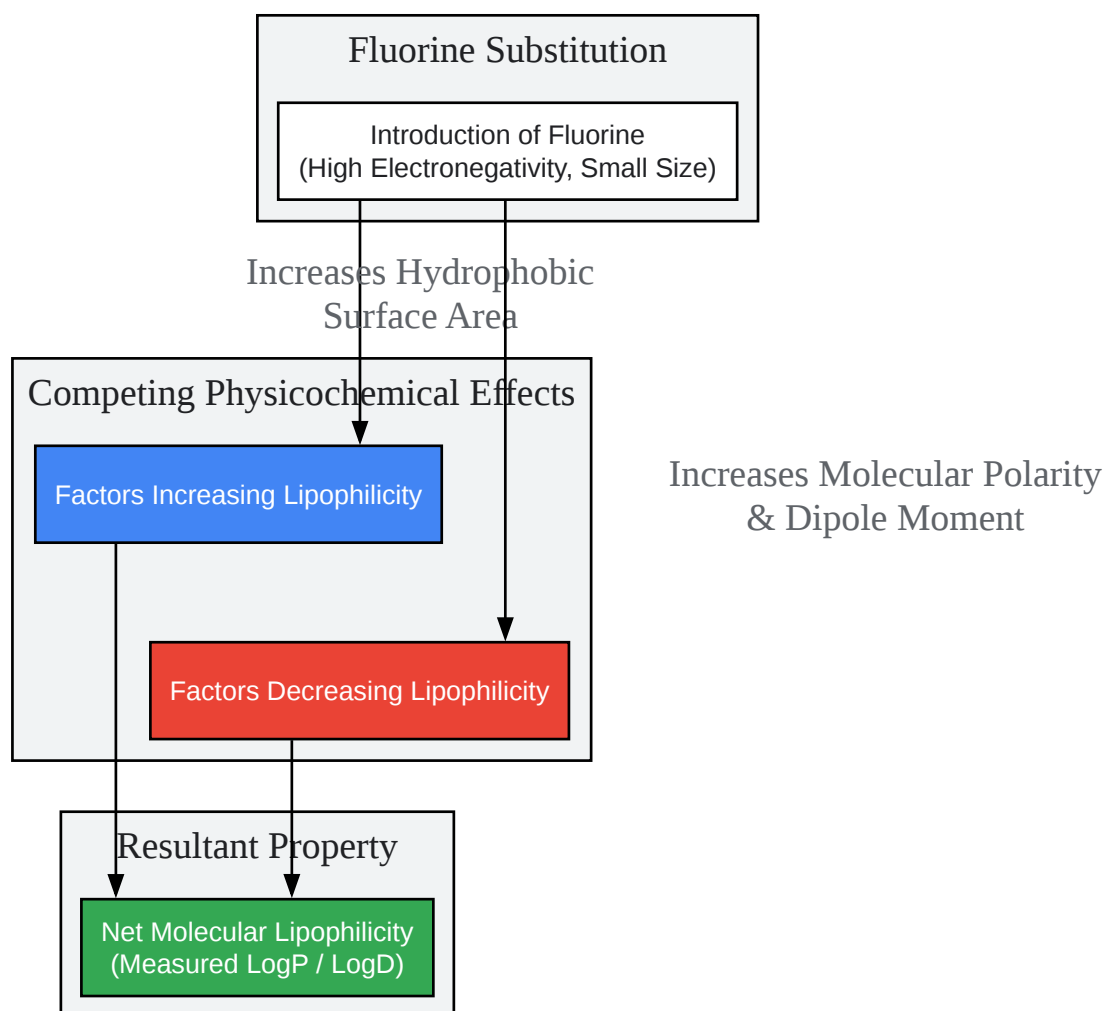 Fluorine Substitution
Introduction of Fluorine
(High Electronegativity, Small Size)
Increases Hydrophobic
Surface Area
Competing Physicochemical Effects
Factors Increasing Lipophilicity
Increases Molecular Polarity
& Dipole Moment
Factors Decreasing Lipophilicity
Resultant Property
Net Molecular Lipophilicity
(Measured LogP / LogD)